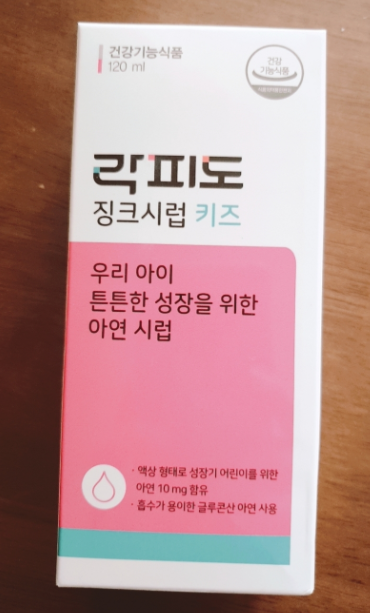 건강기능식품
120 ml
건강
기능식품
락피도
징크시럽 키즈
우리 아이
튼튼한 성장을 위한
아연 시럽
· 액상 형태로 성장기 어린이를 위한
아연 10 mg 함유
· 흡수가 용이한 글루콘산 아연 사용